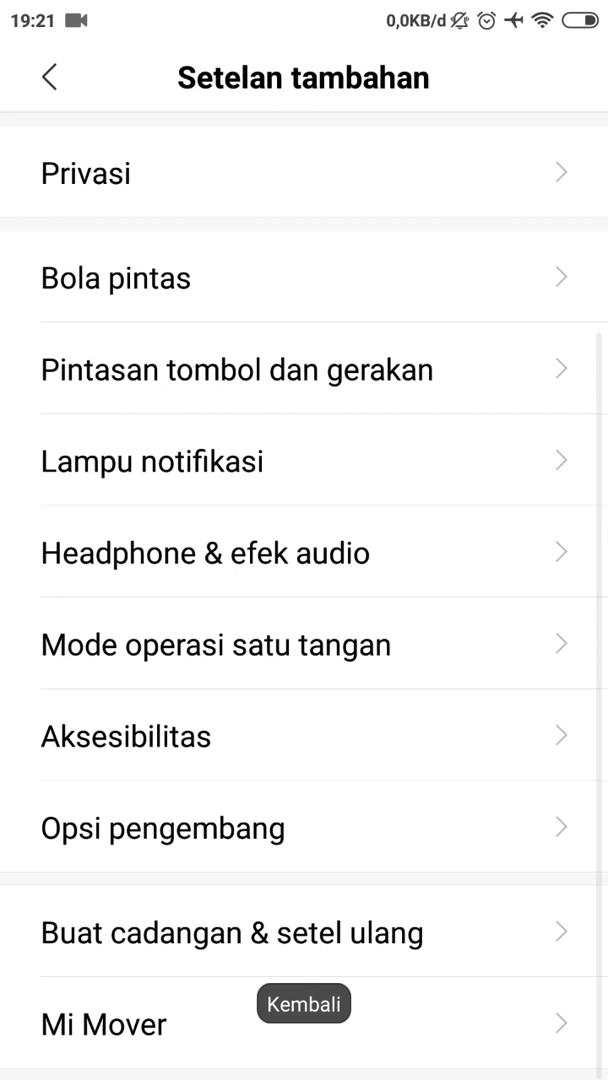 19:21 0,0KB/d
Setelan tambahan
Privasi
Bola pintas
Pintasan tombol dan gerakan
Lampu notifikasi
Headphone & efek audio
Mode operasi satu tangan
Aksesibilitas
Opsi pengembang
Buat cadangan & setel ulang
Kembali
Mi Mover